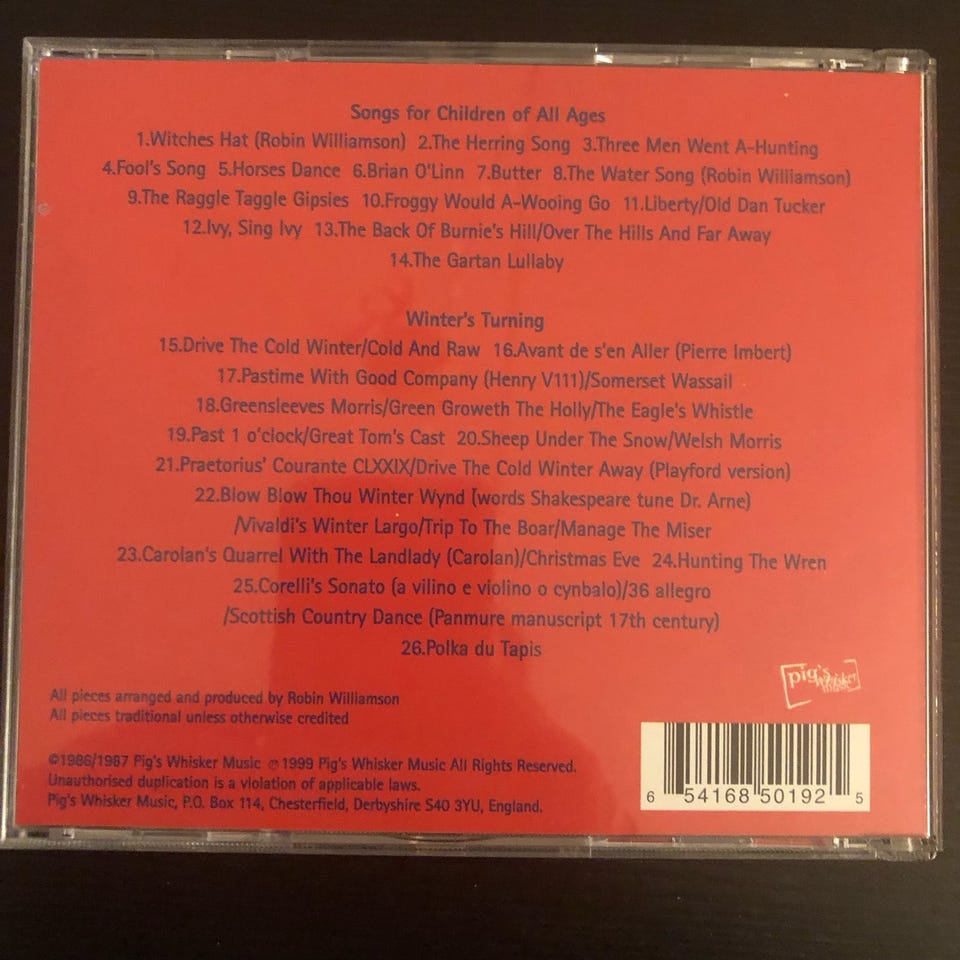 Songs for Children of All Ages
1.Witches Hat (Robin Williamson) 2.The Herring Song 3.Three Men Went A-Hunting
4.Fool's Song 5.Horses Dance 6.Brian O'Linn 7.Butter 8.The Water Song (Robin Williamson)
9.The Raggle Taggle Gipsies 10.Froggy Would A-Wooing Go 11.Liberty/Old Dan Tucker
12.Ivy, Sing Ivy 13.The Back Of Burnie's Hill/Over The Hills And Far Away
14.The Gartan Lullaby
Winter's Turning
15.Drive The Cold Winter/Cold And Raw 16.Avant de s'en Aller (Pierre Imbert)
17.Pastime With Good Company (Henry V111)/Somerset Wassail
18.Greensleeves Morris/Green Groweth The Holly/The Eagle's Whistle
19.Past 1 o'clock/Great Tom's Cast 20.Sheep Under The Snow/Welsh Morris
21.Praetorius' Courante CLXXIX/Drive The Cold Winter Away (Playford version)
22.Blow Blow Thou Winter Wynd (words Shakespeare tune Dr. Arne)
/Vivaldi's Winter Largo/Trip To The Boar/Manage The Miser
23.Carolan's Quarrel With The Landlady (Carolan)/Christmas Eve 24.Hunting The Wren
25.Corelli's Sonato (a vilino e violino o cynbalo)/36 allegro
/Scottish Country Dance (Panmure manuscript 17th century)
26.Polka du Tapis
pig's
whisker
music
All pieces arranged and produced by Robin Williamson
All pieces traditional unless otherwise credited
©1986/1987 Pig's Whisker Music ℗ 1999 Pig's Whisker Music All Rights Reserved.
Unauthorised duplication is a violation of applicable laws.
Pig's Whisker Music, P.O. Box 114, Chesterfield, Derbyshire S40 3YU, England.
6 54168 50192 5